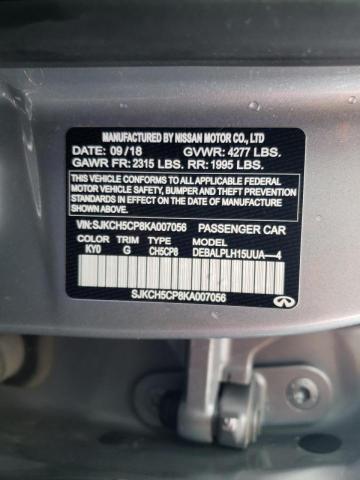 MANUFACTURED BY NISSAN MOTOR CO., LTD
DATE: 09/18 GVWR: 4277 LBS.
GAWR FR: 2315 LBS. RR: 1995 LBS.
THIS VEHICLE CONFORMS TO ALL APPLICABLE FEDERAL
MOTOR VEHICLE SAFETY, BUMPER AND THEFT PREVENTION
STANDARDS IN EFFECT ON THE DATE OF MANUFACTURE
SHOWN ABOVE.
VIN:SJKCH5CP8KA007056 PASSENGER CAR
COLOR TRIM TYPE MODEL
KY0 G CH5CP8 DEBALPLH15UUA—4
SJKCH5CP8KA007056